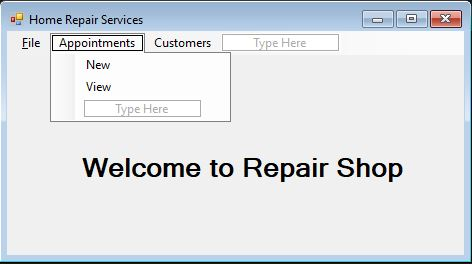 Home Repair Services
File Appointments Customers Type Here
New
View
Type Here
Welcome to Repair Shop